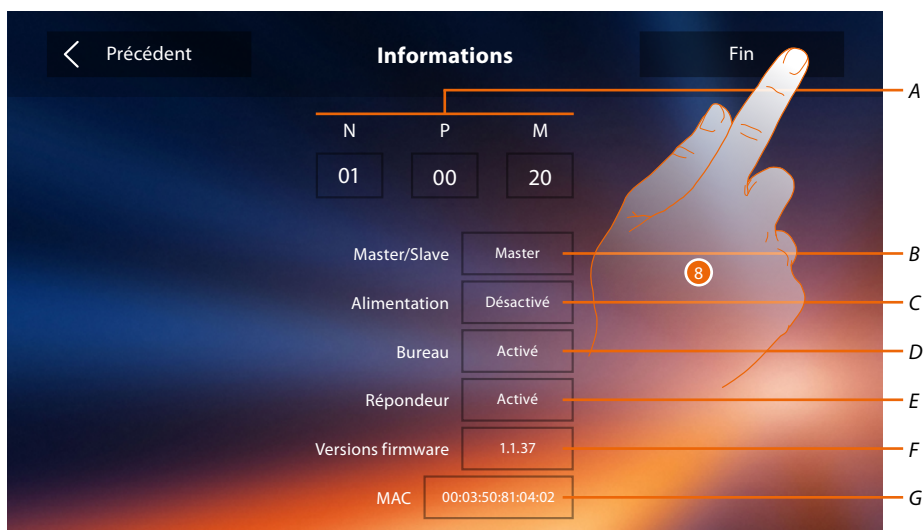 Précédent
Informations
Fin
A
N P M
01 00 20
Master/Slave Master B
8
Alimentation Désactivé C
Bureau Activé D
Répondeur Activé E
Versions firmware 1.1.37 F
MAC 00:03:50:81:04:02 G